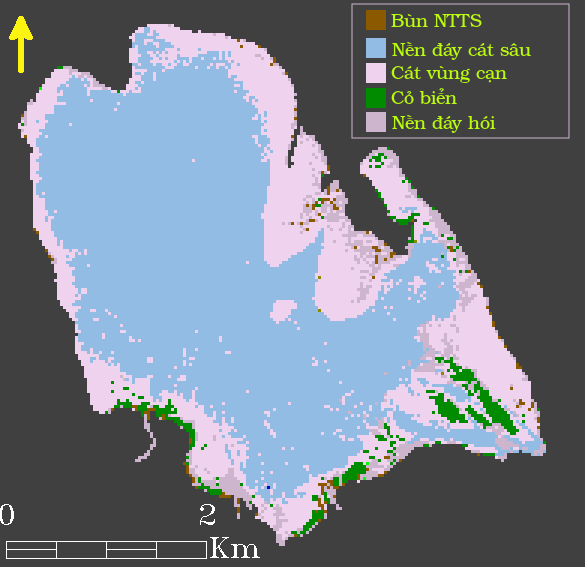 Bùn NTTS
Nền đáy cát sâu
Cát vùng cạn
Cỏ biển
Nền đáy hói
0 2
Km